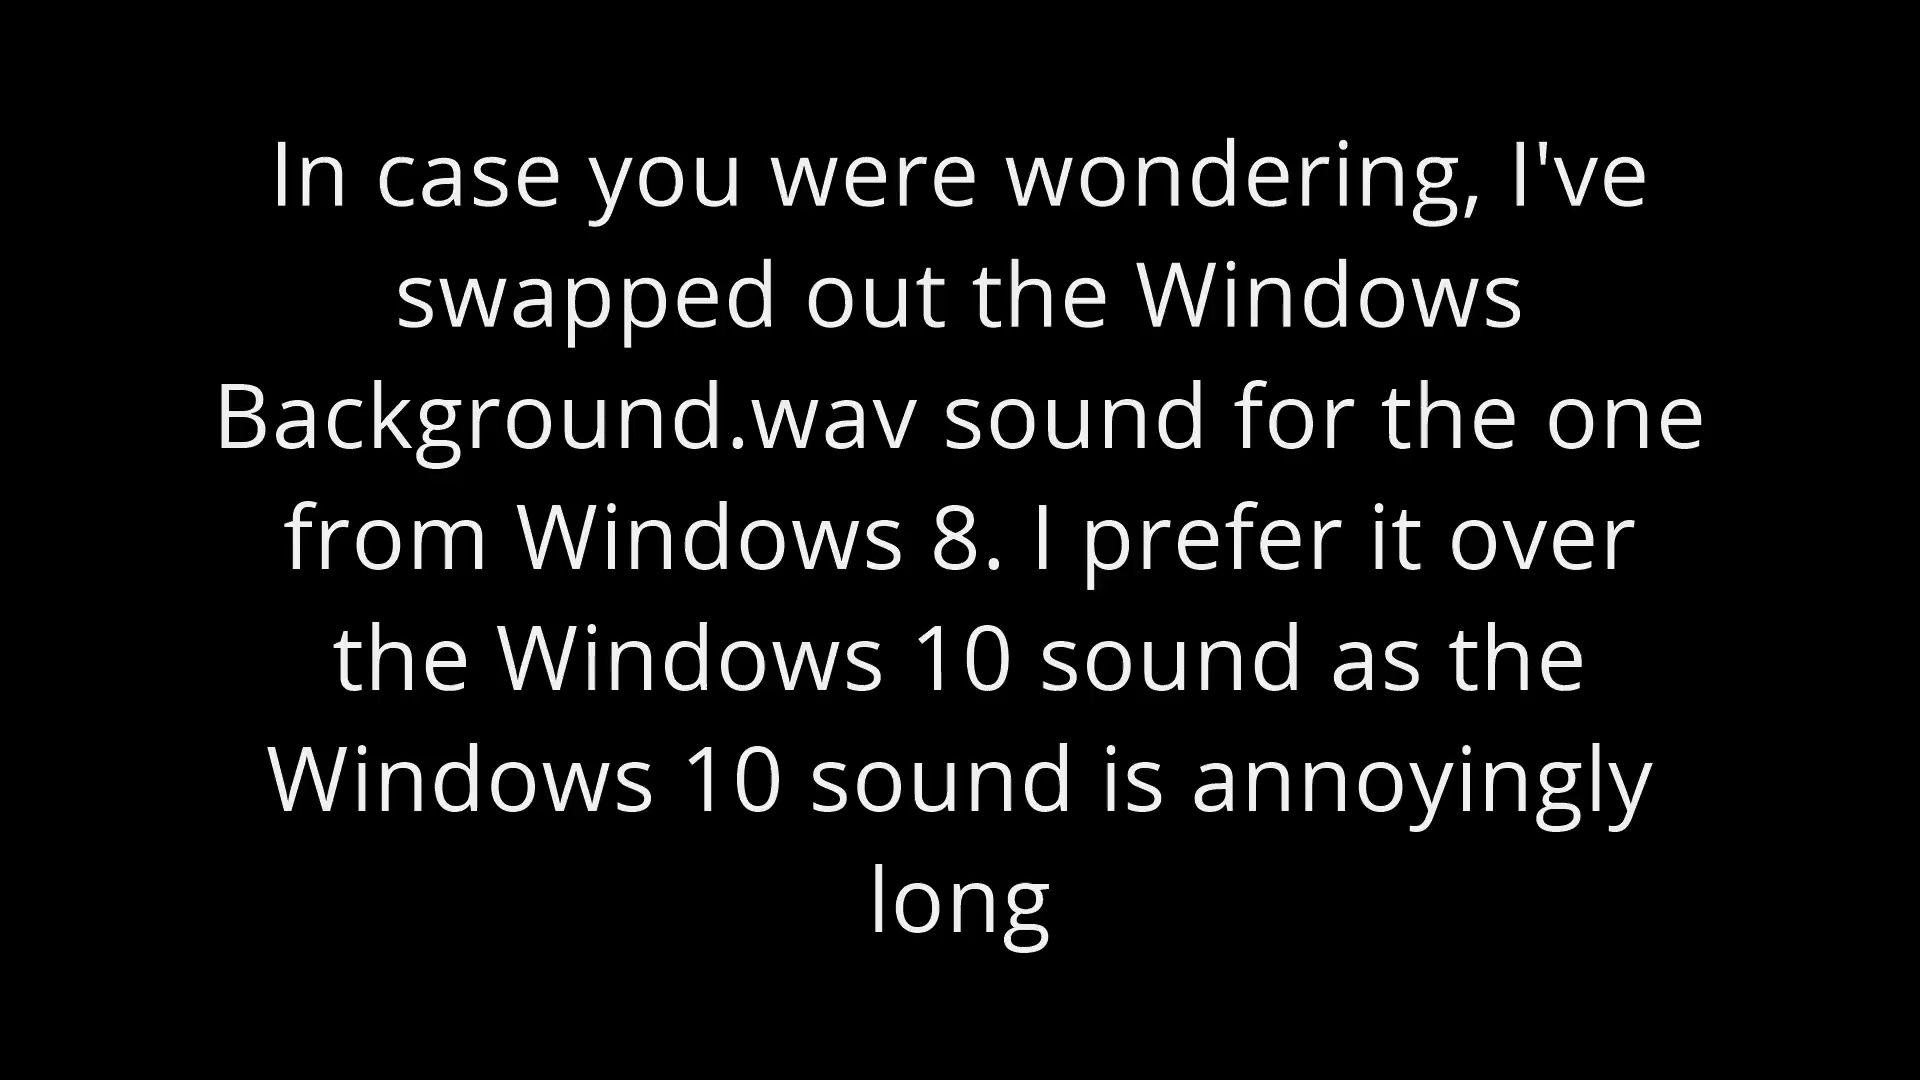 In case you were wondering, I've
swapped out the Windows
Background.wav sound for the one
from Windows 8. I prefer it over
the Windows 10 sound as the
Windows 10 sound is annoyingly
long